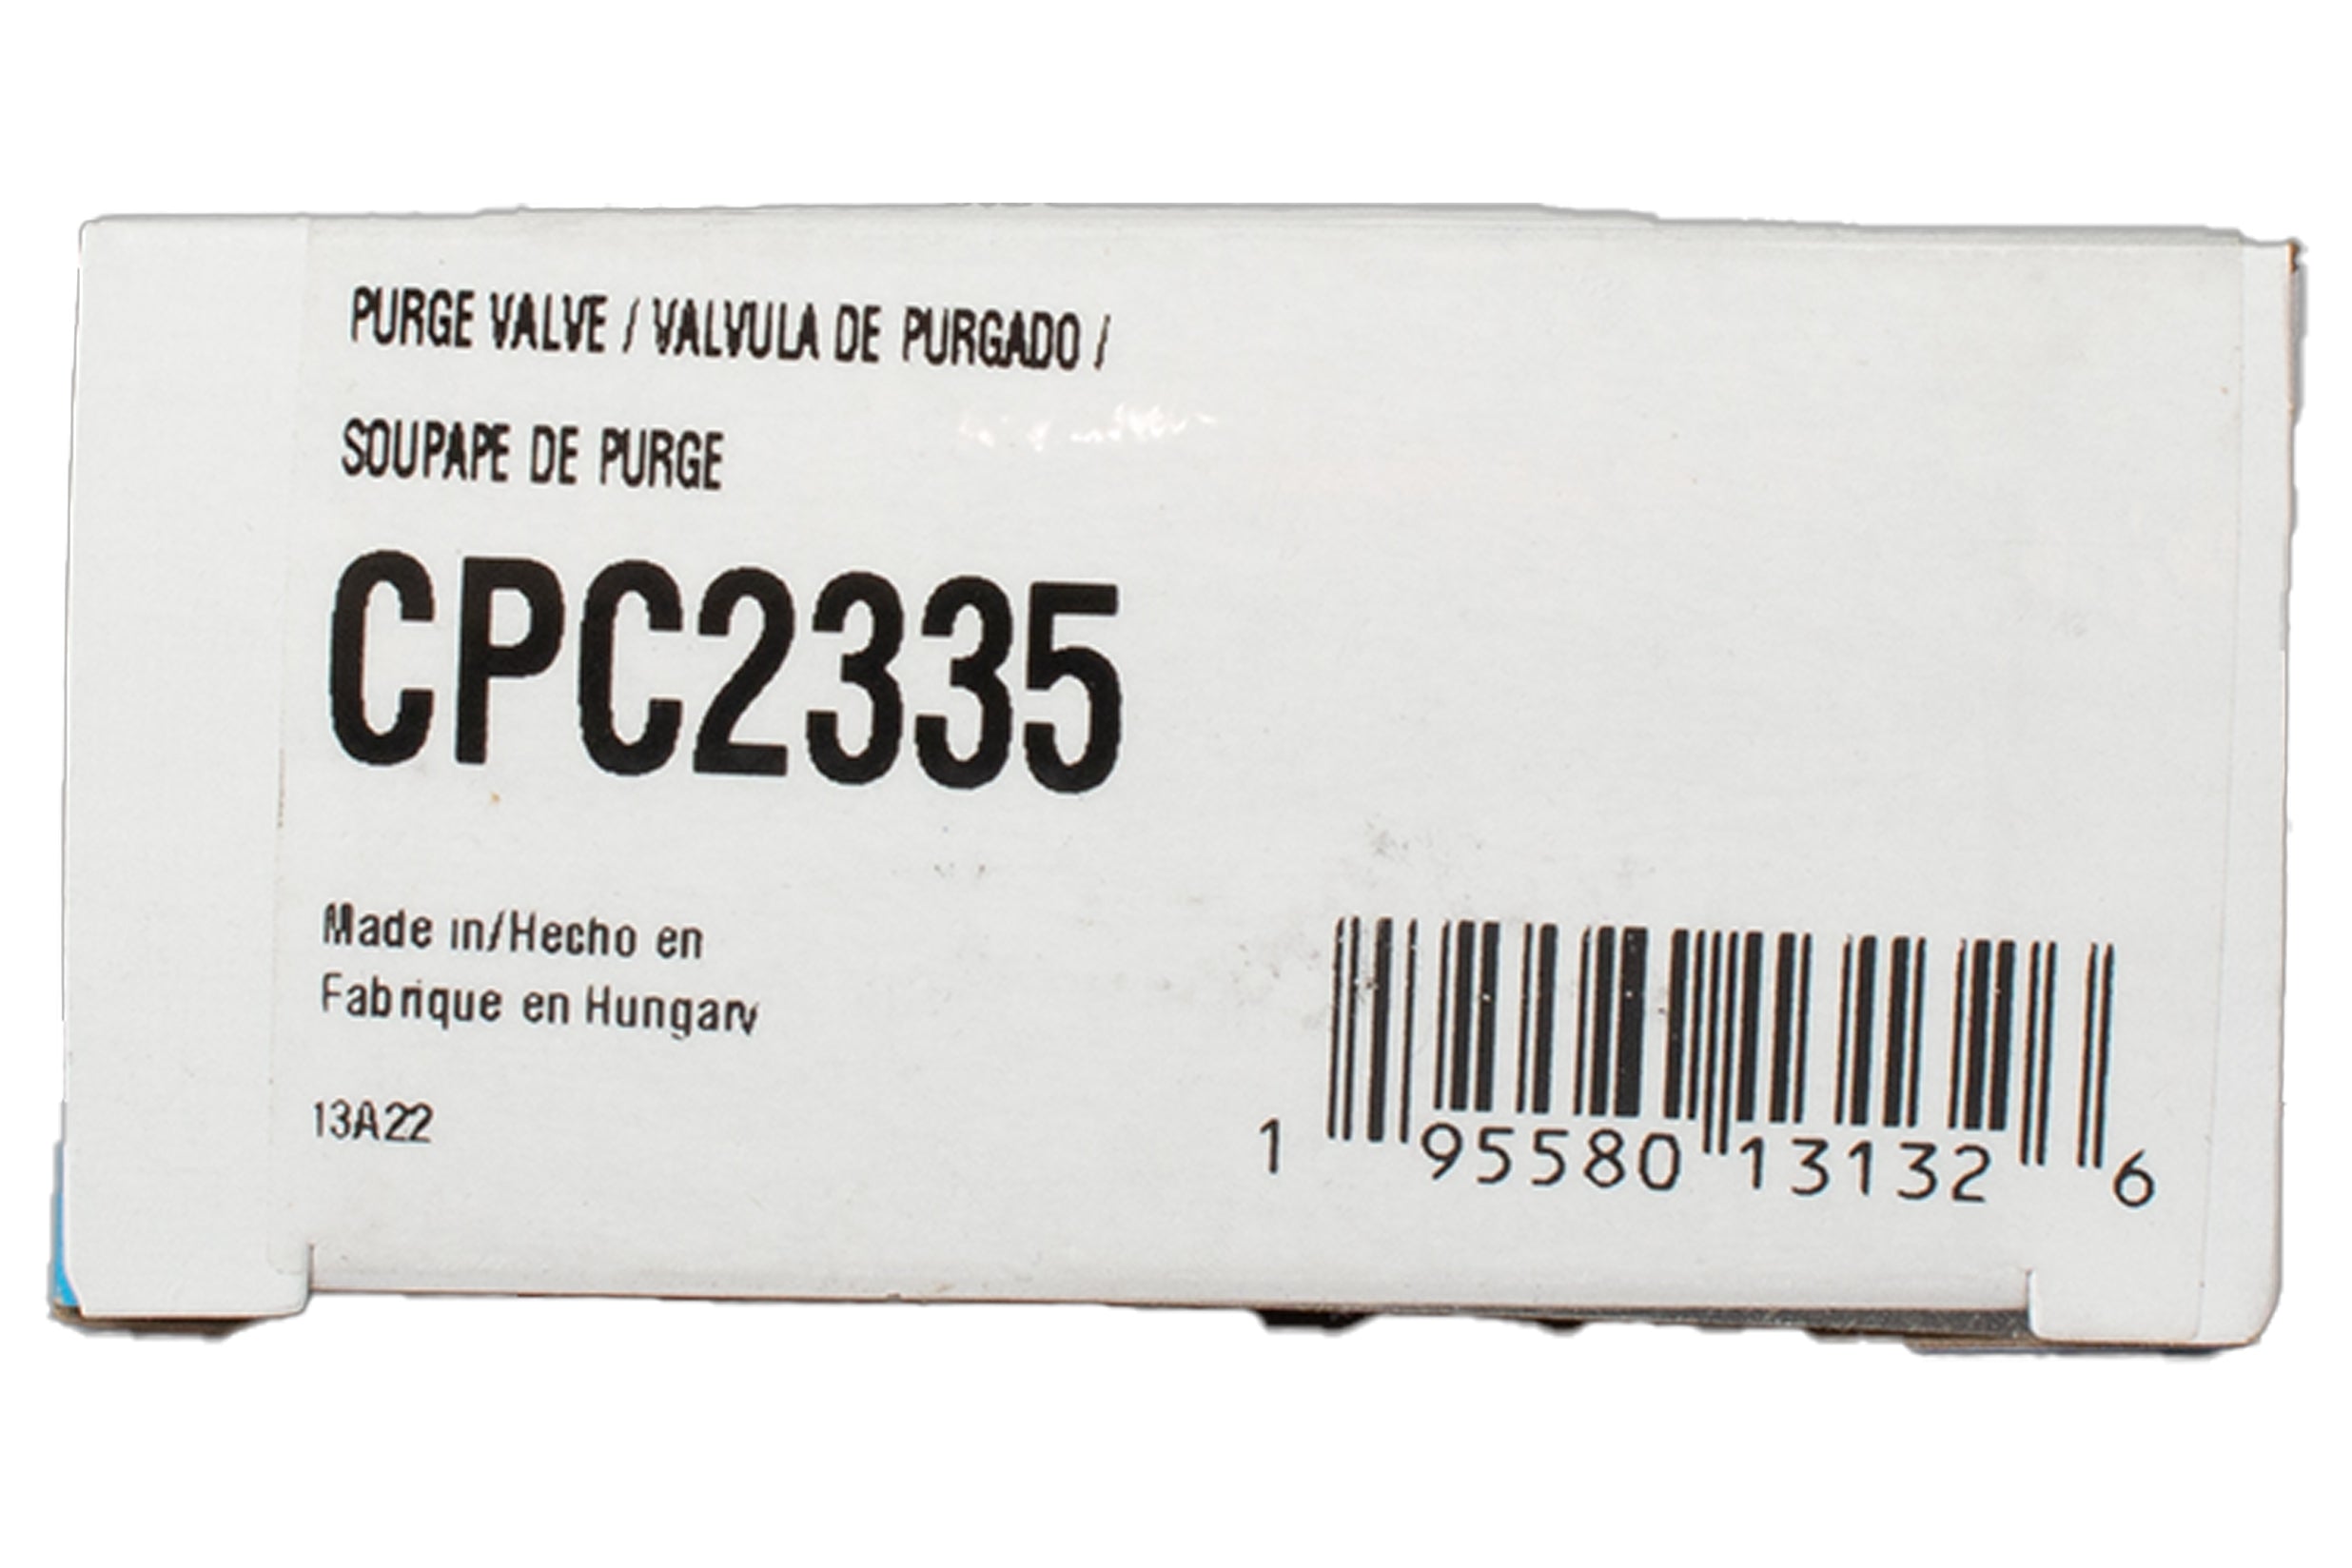 PURGE VALVE / VALVULA DE PURGADO /
SOUPAPE DE PURGE
CPC2335
Made in/Hecho en
Fabrique en Hungary
13A22
1 95580 13132 6